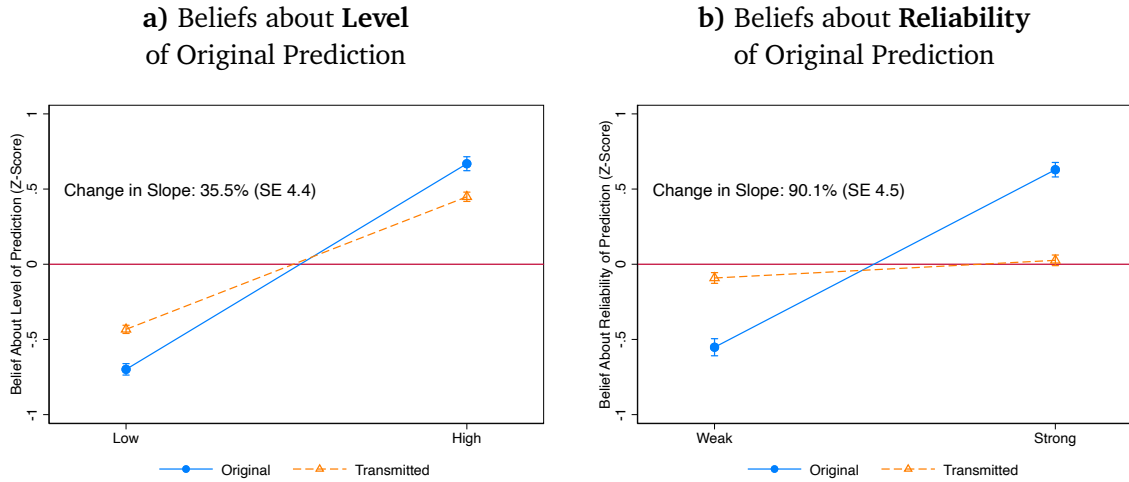 a) Beliefs about Level
of Original Prediction
Belief About Level of Prediction (Z-Score)
1
.5
0
-.5
-1
Change in Slope: 35.5% (SE 4.4)
Low
High
Original
Transmitted
b) Beliefs about Reliability
of Original Prediction
Belief About Reliability of Prediction (Z-Score)
1
.5
0
-.5
-1
Change in Slope: 90.1% (SE 4.5)
Weak
Strong
Original
Transmitted